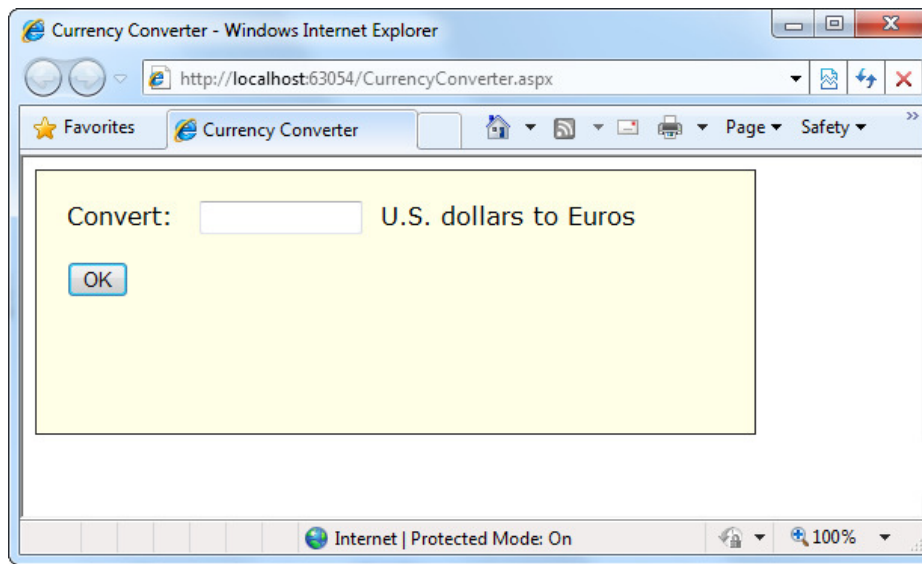 Currency Converter - Windows Internet Explorer
http://localhost:63054/CurrencyConverter.aspx
Favorites Currency Converter Page Safety »
Convert: U.S. dollars to Euros
OK
Internet | Protected Mode: On 100%